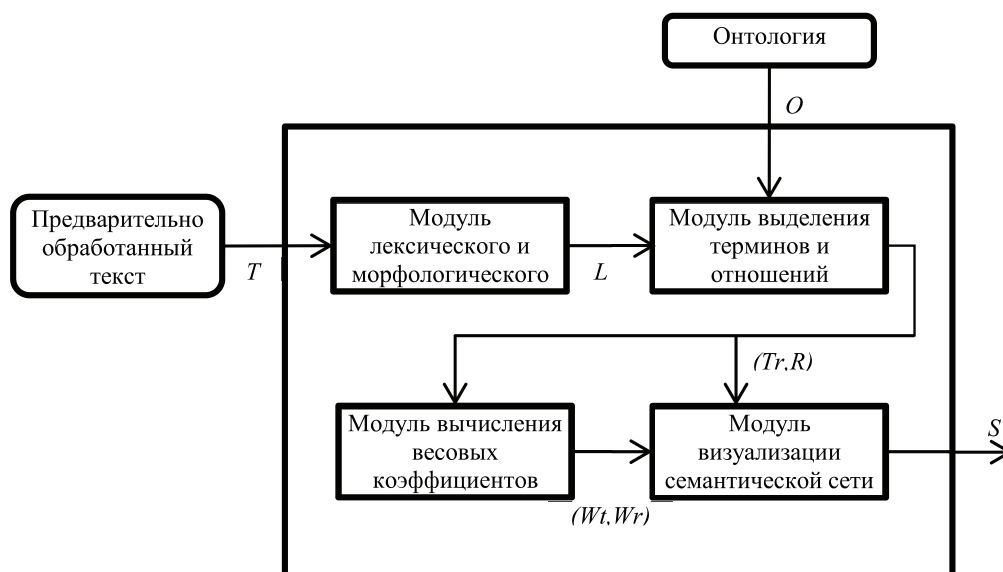 Онтология
O
Предварительно
обработанный
текст
T
Модуль
лексического и
морфологического
L
Модуль выделения
терминов и
отношений
(Tr,R)
Модуль вычисления
весовых
коэффициентов
(Wt,Wr)
Модуль
визуализации
семантической сети
S